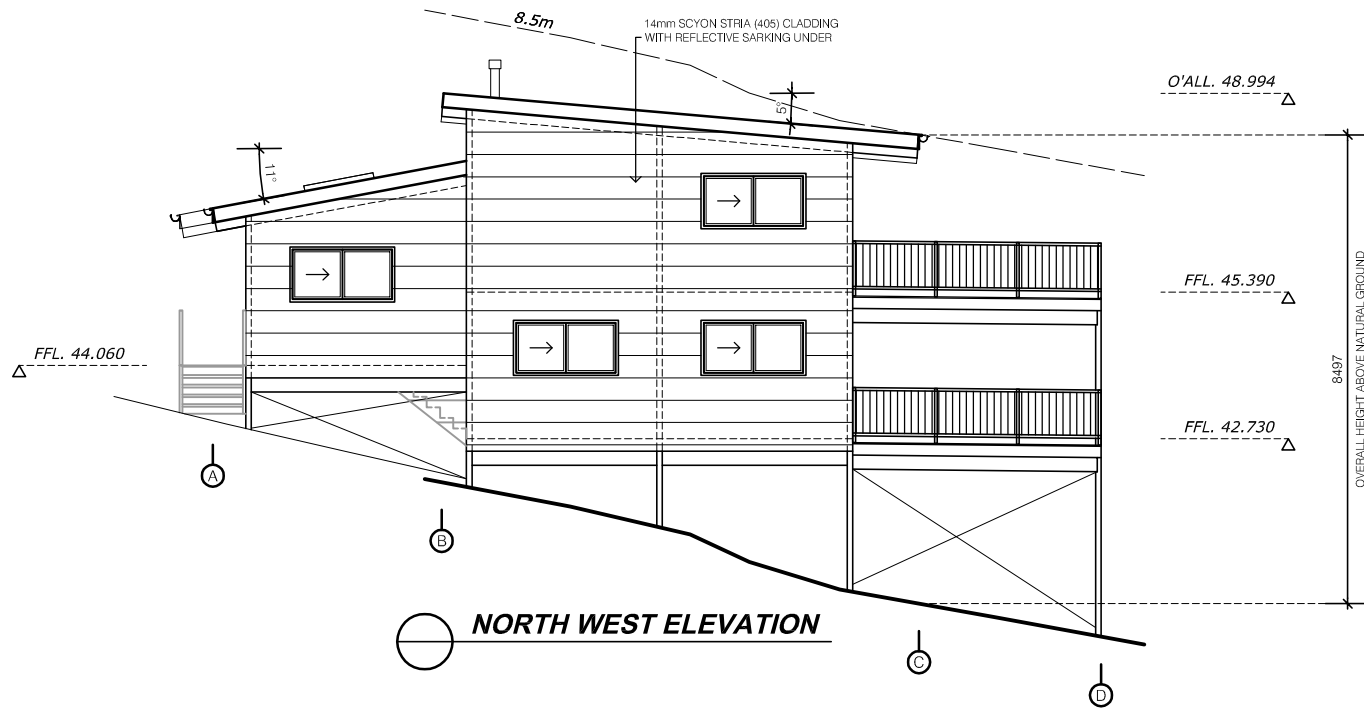 8.5m
14mm SCYON STRIA (405) CLADDING
WITH REFLECTIVE SARKING UNDER
O'ALL. 48.994
5°
11°
FFL. 45.390
FFL. 44.060
8497
OVERALL HEIGHT ABOVE NATURAL GROUND
FFL. 42.730
A
B
NORTH WEST ELEVATION
C
D